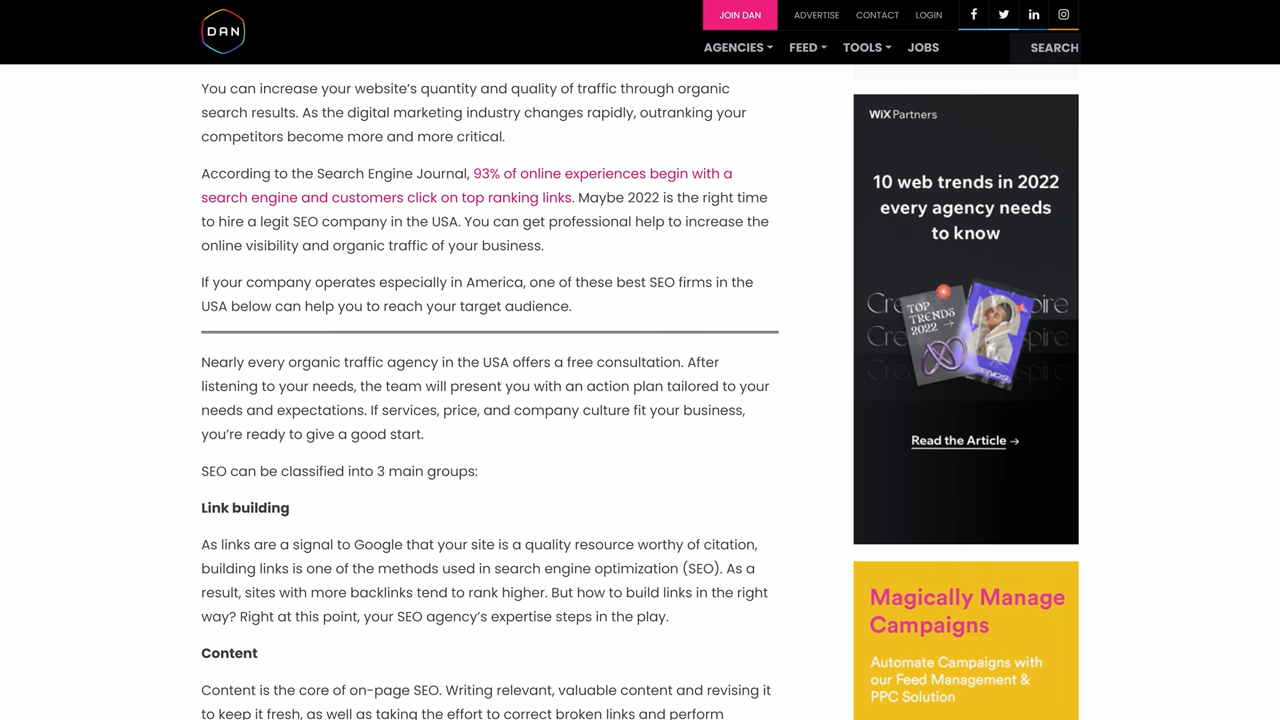 DAN
JOIN DAN
ADVERTISE
CONTACT
LOGIN
AGENCIES
FEED
TOOLS
JOBS
SEARCH
You can increase your website’s quantity and quality of traffic through organic
search results. As the digital marketing industry changes rapidly, outranking your
competitors become more and more critical.
According to the Search Engine Journal, 93% of online experiences begin with a
search engine and customers click on top ranking links. Maybe 2022 is the right time
to hire a legit SEO company in the USA. You can get professional help to increase the
online visibility and organic traffic of your business.
If your company operates especially in America, one of these best SEO firms in the
USA below can help you to reach your target audience.
Nearly every organic traffic agency in the USA offers a free consultation. After
listening to your needs, the team will present you with an action plan tailored to your
needs and expectations. If services, price, and company culture fit your business,
you’re ready to give a good start.
SEO can be classified into 3 main groups:
Link building
As links are a signal to Google that your site is a quality resource worthy of citation,
building links is one of the methods used in search engine optimization (SEO). As a
result, sites with more backlinks tend to rank higher. But how to build links in the right
way? Right at this point, your SEO agency’s expertise steps in the play.
Content
Content is the core of on-page SEO. Writing relevant, valuable content and revising it
to keep it fresh, as well as taking the effort to correct broken links and perform
WiX Partners
10 web trends in 2022
every agency needs
to know
TOP
TRENDS
2022 →
Read the Article →
Magically Manage
Campaigns
Automate Campaigns with
our Feed Management &
PPC Solution